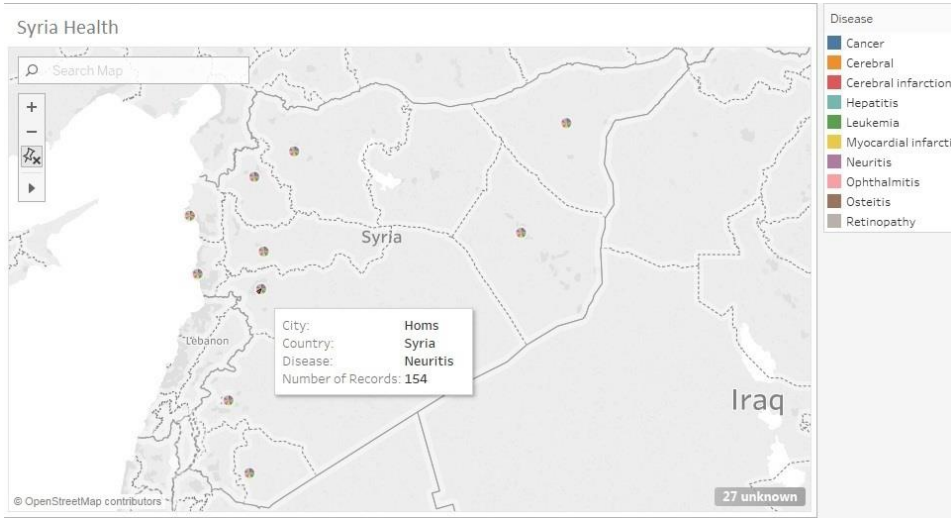 Syria Health
Search Map
Syria
Lebanon
Iraq
City: Homs
Country: Syria
Disease: Neuritis
Number of Records: 154
© OpenStreetMap contributors
27 unknown
Disease
Cancer
Cerebral
Cerebral infarction
Hepatitis
Leukemia
Myocardial infarcti
Neuritis
Ophthalmitis
Osteitis
Retinopathy